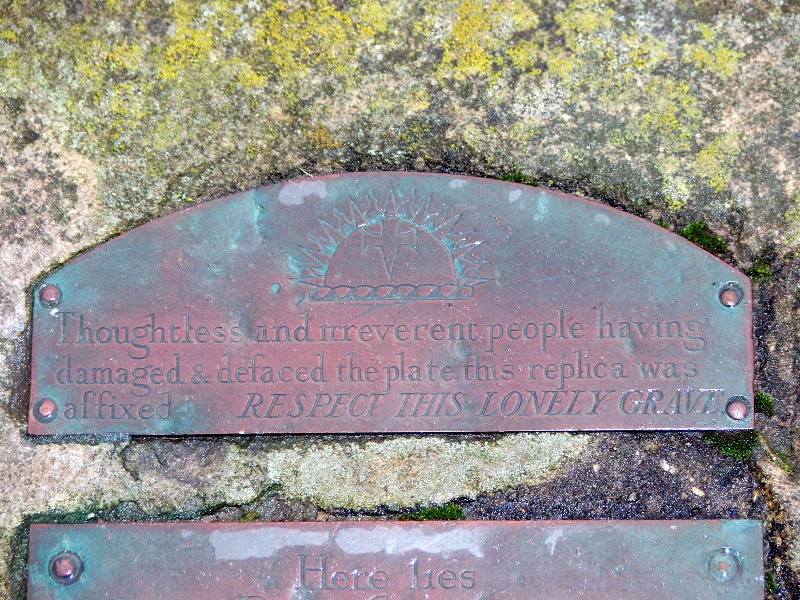 Thoughtless and irreverent people having
damaged & defaced the plate, this replica was
affixed RESPECT THIS LONELY GRAVE
Here lies